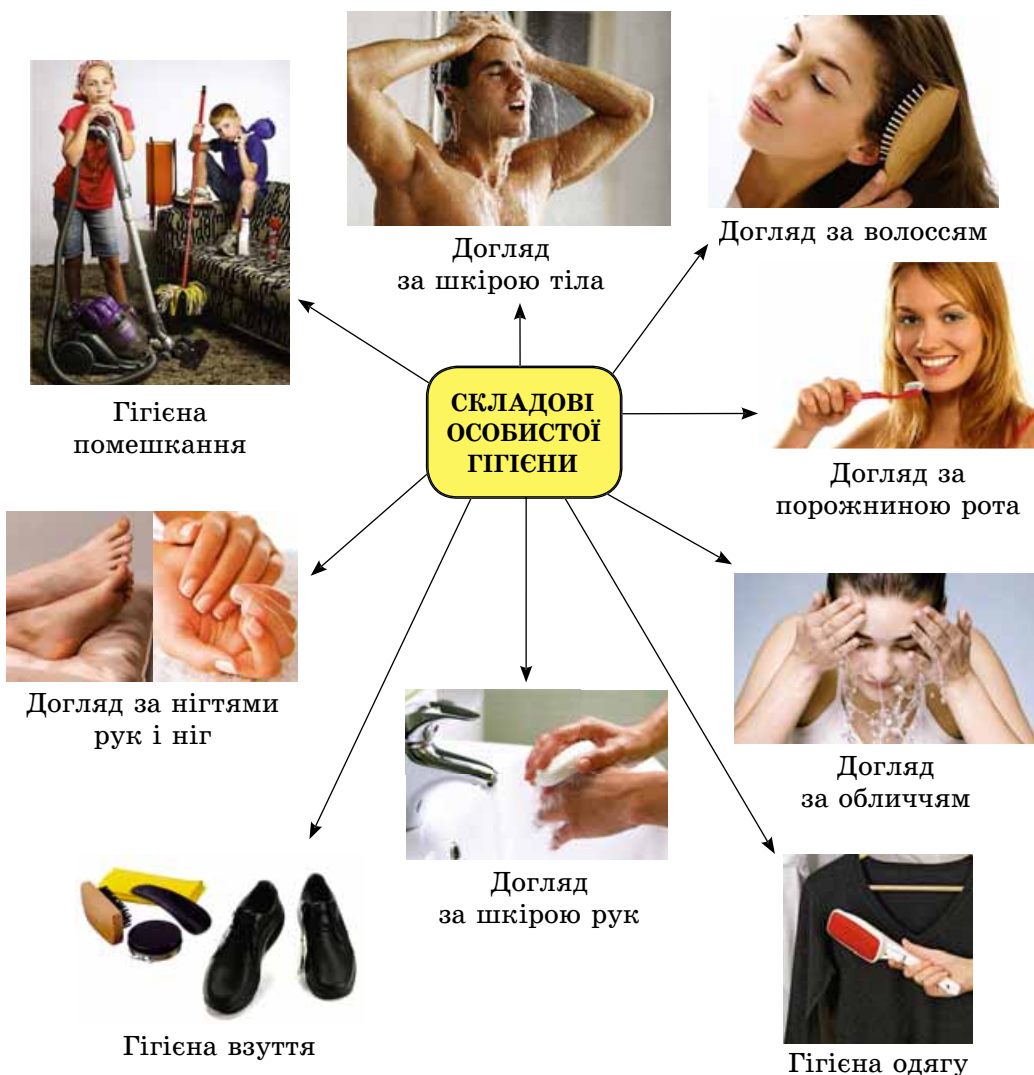 Догляд
за шкірою тіла
Догляд за волоссям
Гігієна
помешкання
СКЛАДОВІ
ОСОБИСТОЇ
ГІГІЄНИ
Догляд за
порожниною рота
Догляд за нігтями
рук і ніг
Догляд
за обличчям
Догляд
за шкірою рук
Гігієна взуття
Гігієна одягу